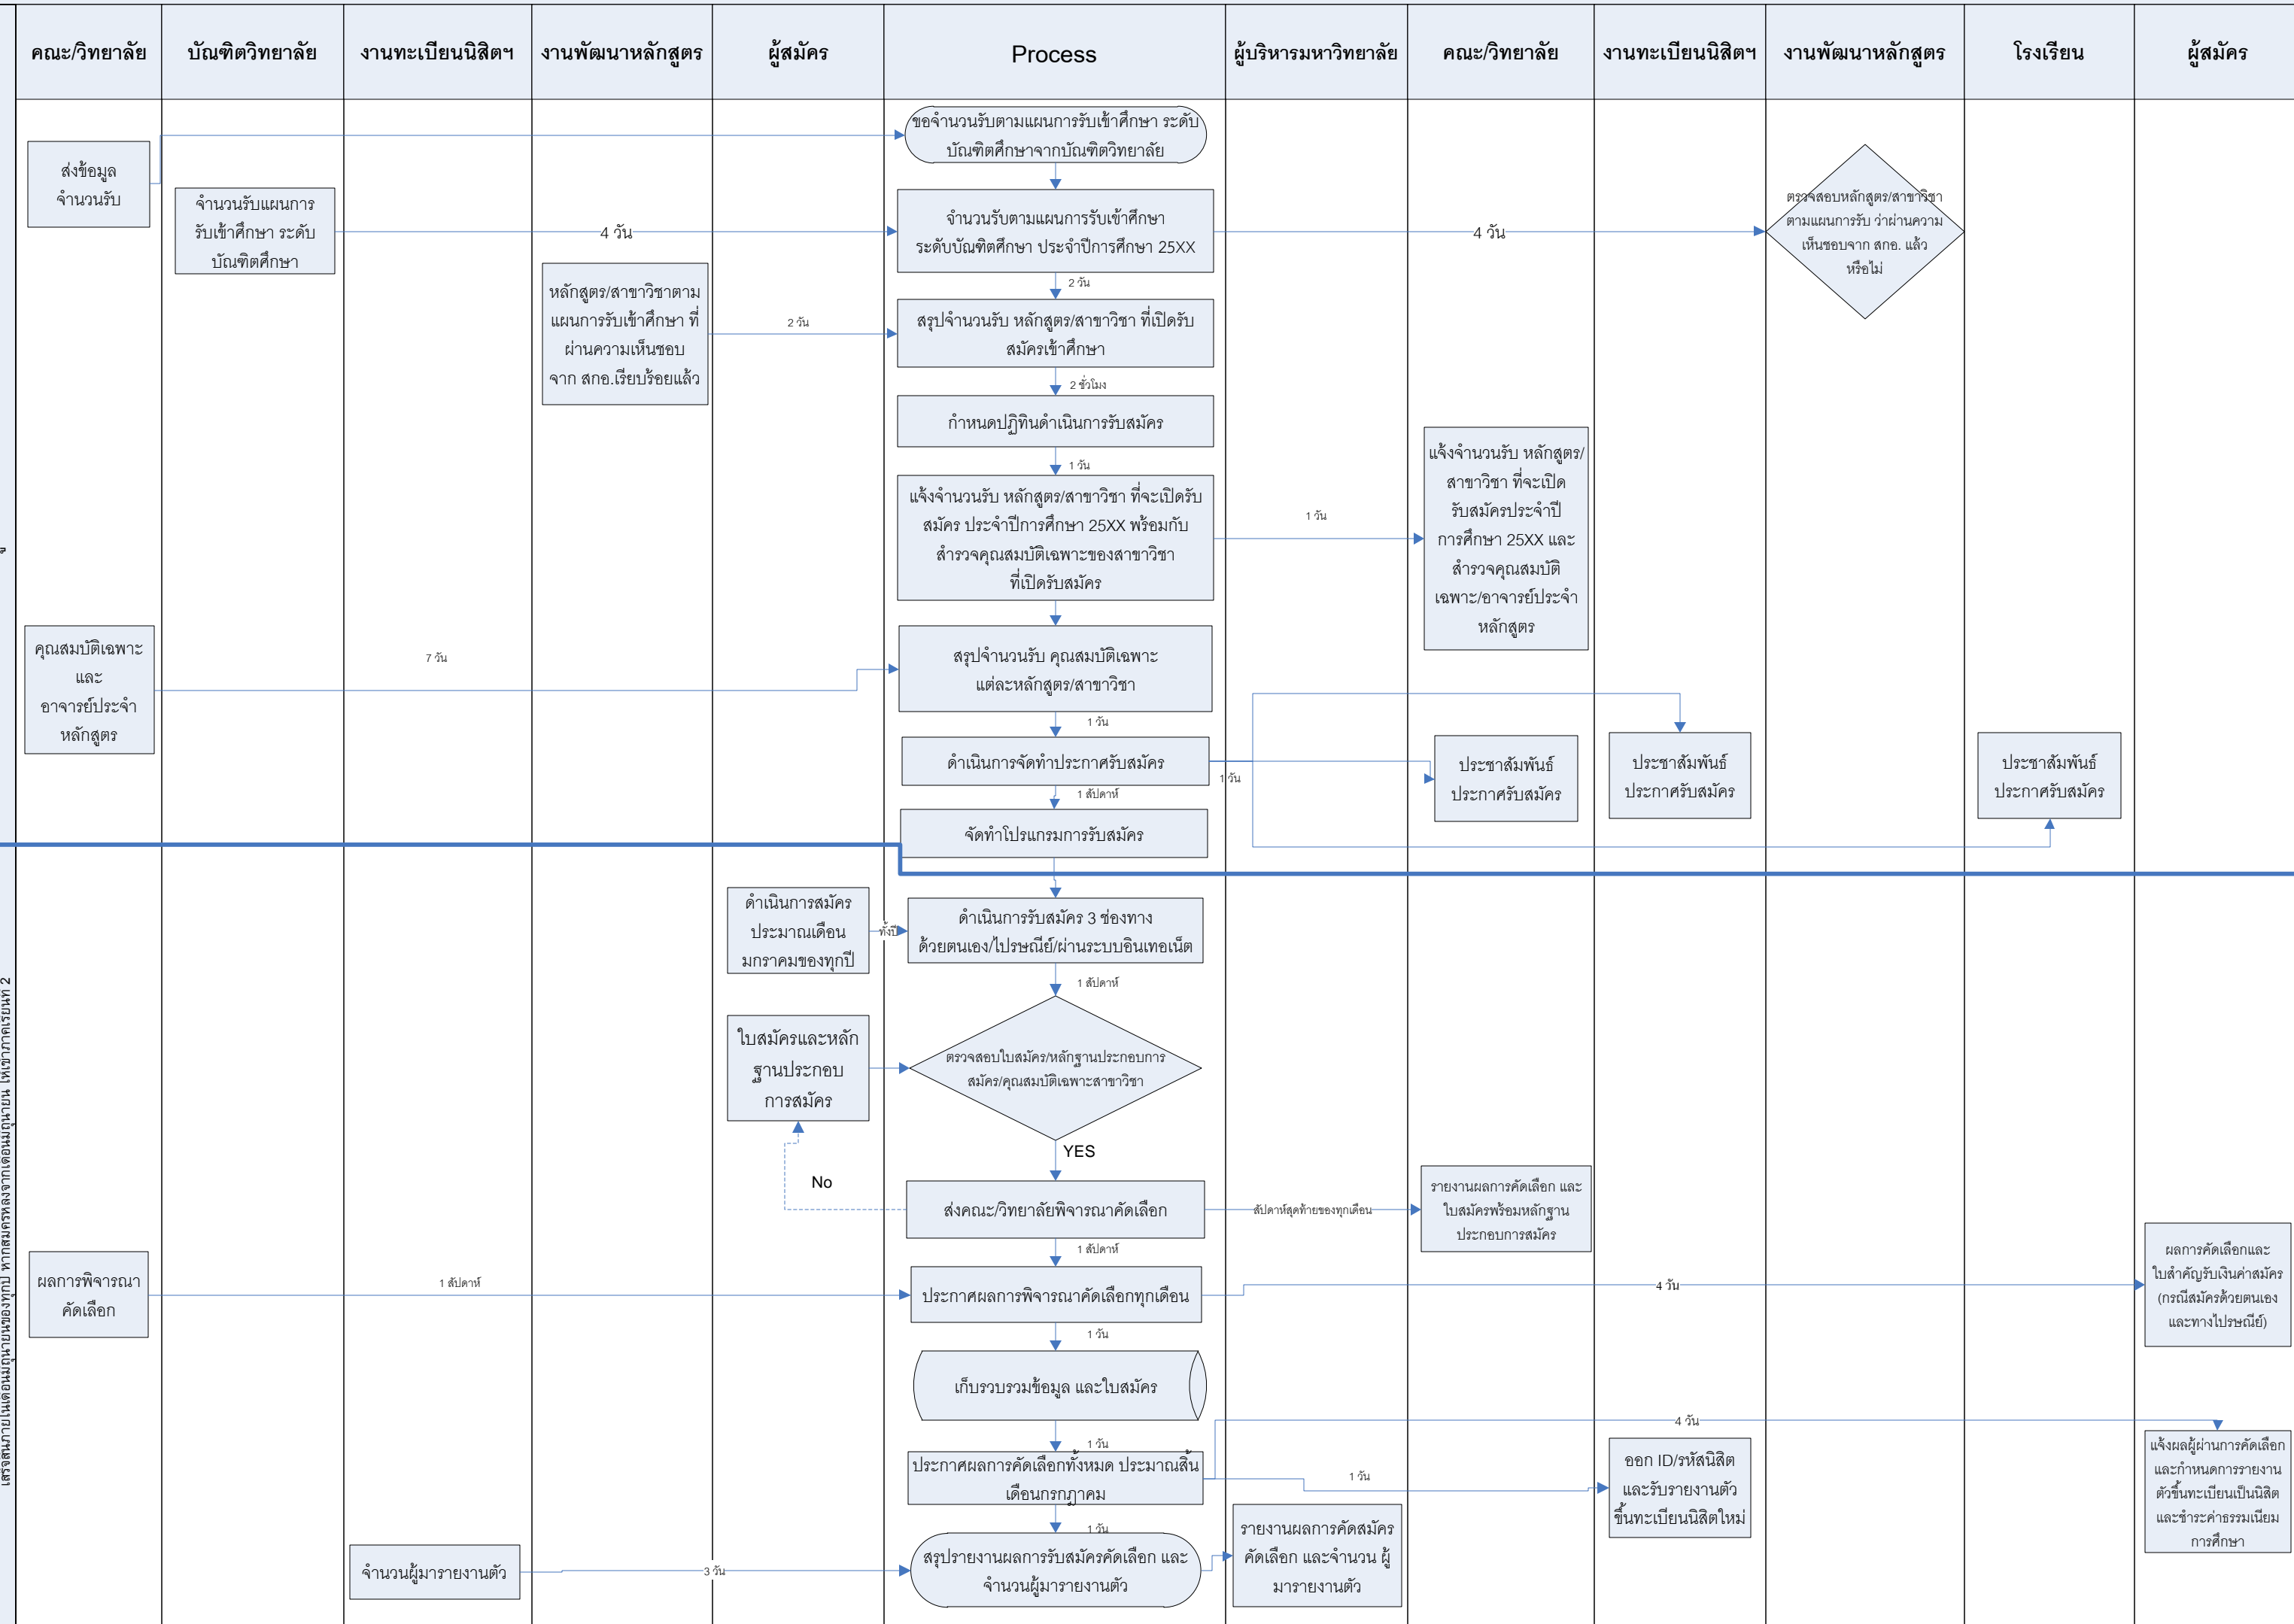 คณะ/วิทยาลัย
บัณฑิตวิทยาลัย
งานทะเบียนนิสิตฯ
งานพัฒนาหลักสูตร
ผู้สมัคร
Process
ผู้บริหารมหาวิทยาลัย
คณะ/วิทยาลัย
งานทะเบียนนิสิตฯ
งานพัฒนาหลักสูตร
โรงเรียน
ผู้สมัคร
ขอจำนวนรับตามแผนการรับเข้าศึกษา ระดับ
บัณฑิตศึกษาจากบัณฑิตวิทยาลัย
ส่งข้อมูล
จำนวนรับ
จำนวนรับแผนการ
รับเข้าศึกษา ระดับ
บัณฑิตศึกษา
4 วัน
จำนวนรับตามแผนการรับเข้าศึกษา
ระดับบัณฑิตศึกษา ประจำปีการศึกษา 25XX
4 วัน
ตรวจสอบหลักสูตร/สาขาวิชา
ตามแผนการรับ ว่าผ่านความ
เห็นชอบจาก สกอ. แล้ว
หรือไม่
2 วัน
หลักสูตร/สาขาวิชาตาม
แผนการรับเข้าศึกษา ที่
ผ่านความเห็นชอบ
จาก สกอ.เรียบร้อยแล้ว
2 วัน
สรุปจำนวนรับ หลักสูตร/สาขาวิชา ที่เปิดรับ
สมัครเข้าศึกษา
2 ชั่วโมง
กำหนดปฏิทินดำเนินการรับสมัคร
1 วัน
แจ้งจำนวนรับ หลักสูตร/สาขาวิชา ที่จะเปิดรับ
สมัคร ประจำปีการศึกษา 25XX พร้อมกับ
สำรวจคุณสมบัติเฉพาะของสาขาวิชา
ที่เปิดรับสมัคร
1 วัน
แจ้งจำนวนรับ หลักสูตร/
สาขาวิชา ที่จะเปิด
รับสมัครประจำปี
การศึกษา 25XX และ
สำรวจคุณสมบัติ
เฉพาะ/อาจารย์ประจำ
หลักสูตร
คุณสมบัติเฉพาะ
และ
อาจารย์ประจำ
หลักสูตร
7 วัน
สรุปจำนวนรับ คุณสมบัติเฉพาะ
แต่ละหลักสูตร/สาขาวิชา
1 วัน
ดำเนินการจัดทำประกาศรับสมัคร
1 วัน
ประชาสัมพันธ์
ประกาศรับสมัคร
ประชาสัมพันธ์
ประกาศรับสมัคร
ประชาสัมพันธ์
ประกาศรับสมัคร
1 สัปดาห์
จัดทำโปรแกรมการรับสมัคร
ดำเนินการสมัคร
ประมาณเดือน
มกราคมของทุกปี
ทั้งปี
ดำเนินการรับสมัคร 3 ช่องทาง
ด้วยตนเอง/ไปรษณีย์/ผ่านระบบอินเทอเน็ต
1 สัปดาห์
ใบสมัครและหลัก
ฐานประกอบ
การสมัคร
ตรวจสอบใบสมัคร/หลักฐานประกอบการ
สมัคร/คุณสมบัติเฉพาะสาขาวิชา
YES
No
ส่งคณะ/วิทยาลัยพิจารณาคัดเลือก
สัปดาห์สุดท้ายของทุกเดือน
รายงานผลการคัดเลือก และ
ใบสมัครพร้อมหลักฐาน
ประกอบการสมัคร
1 สัปดาห์
ผลการพิจารณา
คัดเลือก
1 สัปดาห์
ประกาศผลการพิจารณาคัดเลือกทุกเดือน
4 วัน
ผลการคัดเลือกและ
ใบสำคัญรับเงินค่าสมัคร
(กรณีสมัครด้วยตนเอง
และทางไปรษณีย์)
1 วัน
เก็บรวบรวมข้อมูล และใบสมัคร
1 วัน
4 วัน
ประกาศผลการคัดเลือกทั้งหมด ประมาณสิ้น
เดือนกรกฎาคม
1 วัน
ออก ID/รหัสนิสิต
และรับรายงานตัว
ขึ้นทะเบียนนิสิตใหม่
แจ้งผลผู้ผ่านการคัดเลือก
และกำหนดการรายงาน
ตัวขึ้นทะเบียนเป็นนิสิต
และชำระค่าธรรมเนียม
การศึกษา
1 วัน
จำนวนผู้มารายงานตัว
3 วัน
สรุปรายงานผลการรับสมัครคัดเลือก และ
จำนวนผู้มารายงานตัว
รายงานผลการคัดสมัคร
คัดเลือก และจำนวน ผู้
มารายงานตัว